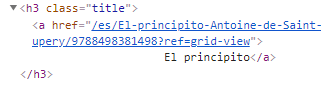 ▼<h3 class="title">
▼<a href="/es/El-principito-Antoine-de-Saint-
upery/9788498381498?ref=grid-view">
El principito</a>
</h3>